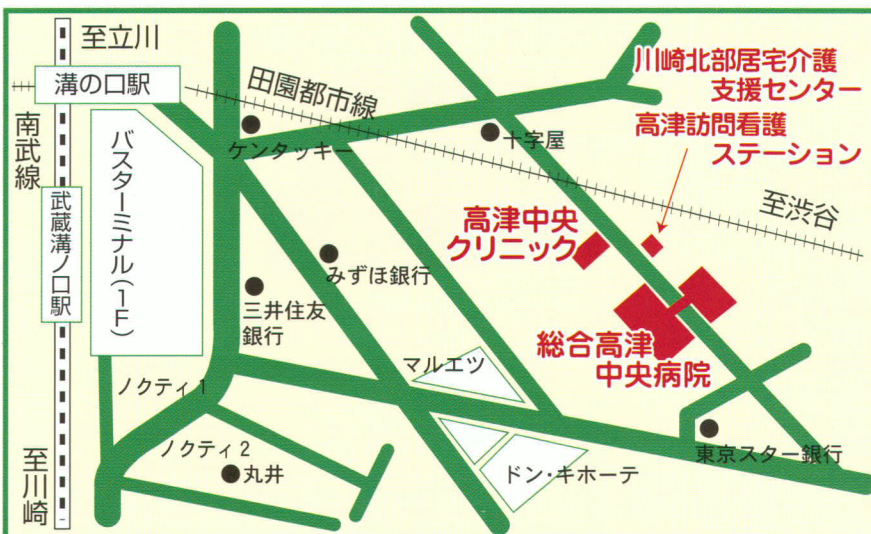 至立川
溝の口駅
田園都市線
川崎北部居宅介護
支援センター
高津訪問看護
ステーション
南武線
バスターミナル(1F)
ケンタッキー
十字屋
至渋谷
武蔵溝ノ口駅
高津中央
クリニック
みずほ銀行
三井住友
銀行
総合高津
中央病院
マルエツ
ノクティ1
ノクティ2
丸井
ドン・キホーテ
東京スター銀行
至川崎